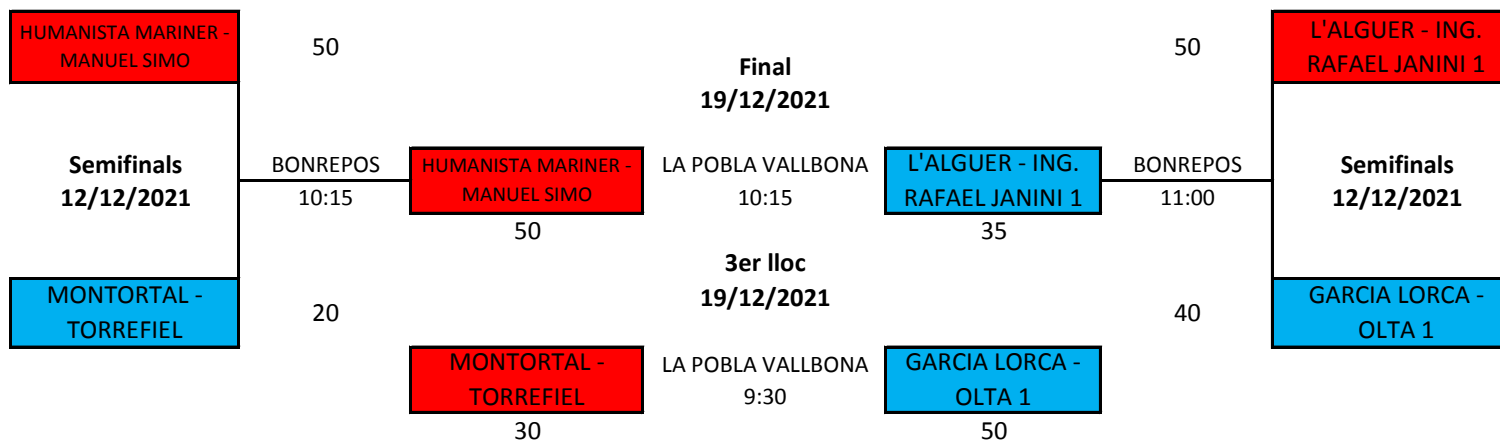 HUMANISTA MARINER -
MANUEL SIMO
50
Final
19/12/2021
50
L'ALGUER - ING.
RAFAEL JANINI 1
Semifinals
12/12/2021
BONREPOS
10:15
HUMANISTA MARINER -
MANUEL SIMO
50
LA POBLA VALLBONA
10:15
L'ALGUER - ING.
RAFAEL JANINI 1
35
BONREPOS
11:00
Semifinals
12/12/2021
MONTORTAL -
TORREFIEL
20
3er lloc
19/12/2021
40
GARCIA LORCA -
OLTA 1
MONTORTAL -
TORREFIEL
30
LA POBLA VALLBONA
9:30
GARCIA LORCA -
OLTA 1
50